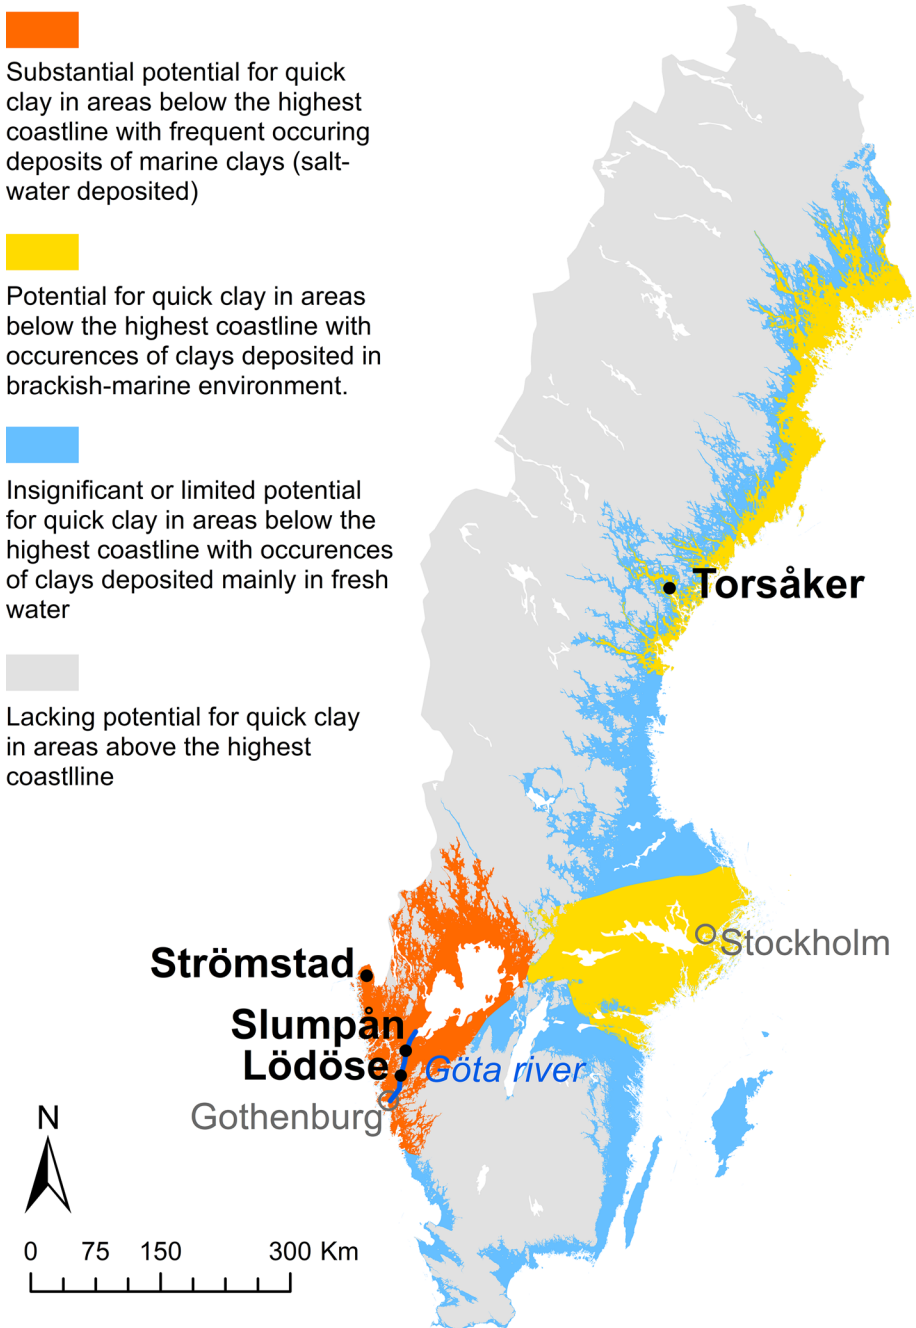 Substantial potential for quick
clay in areas below the highest
coastline with frequent occuring
deposits of marine clays (salt-
water deposited)
Potential for quick clay in areas
below the highest coastline with
occurences of clays deposited in
brackish-marine environment.
Insignificant or limited potential
for quick clay in areas below the
highest coastline with occurences
of clays deposited mainly in fresh
water
Lacking potential for quick clay
in areas above the highest
coastlline
Torsåker
Stockholm
Strömstad
Slumpån
Lödöse
Göta river
Gothenburg
N
0 75 150 300 Km